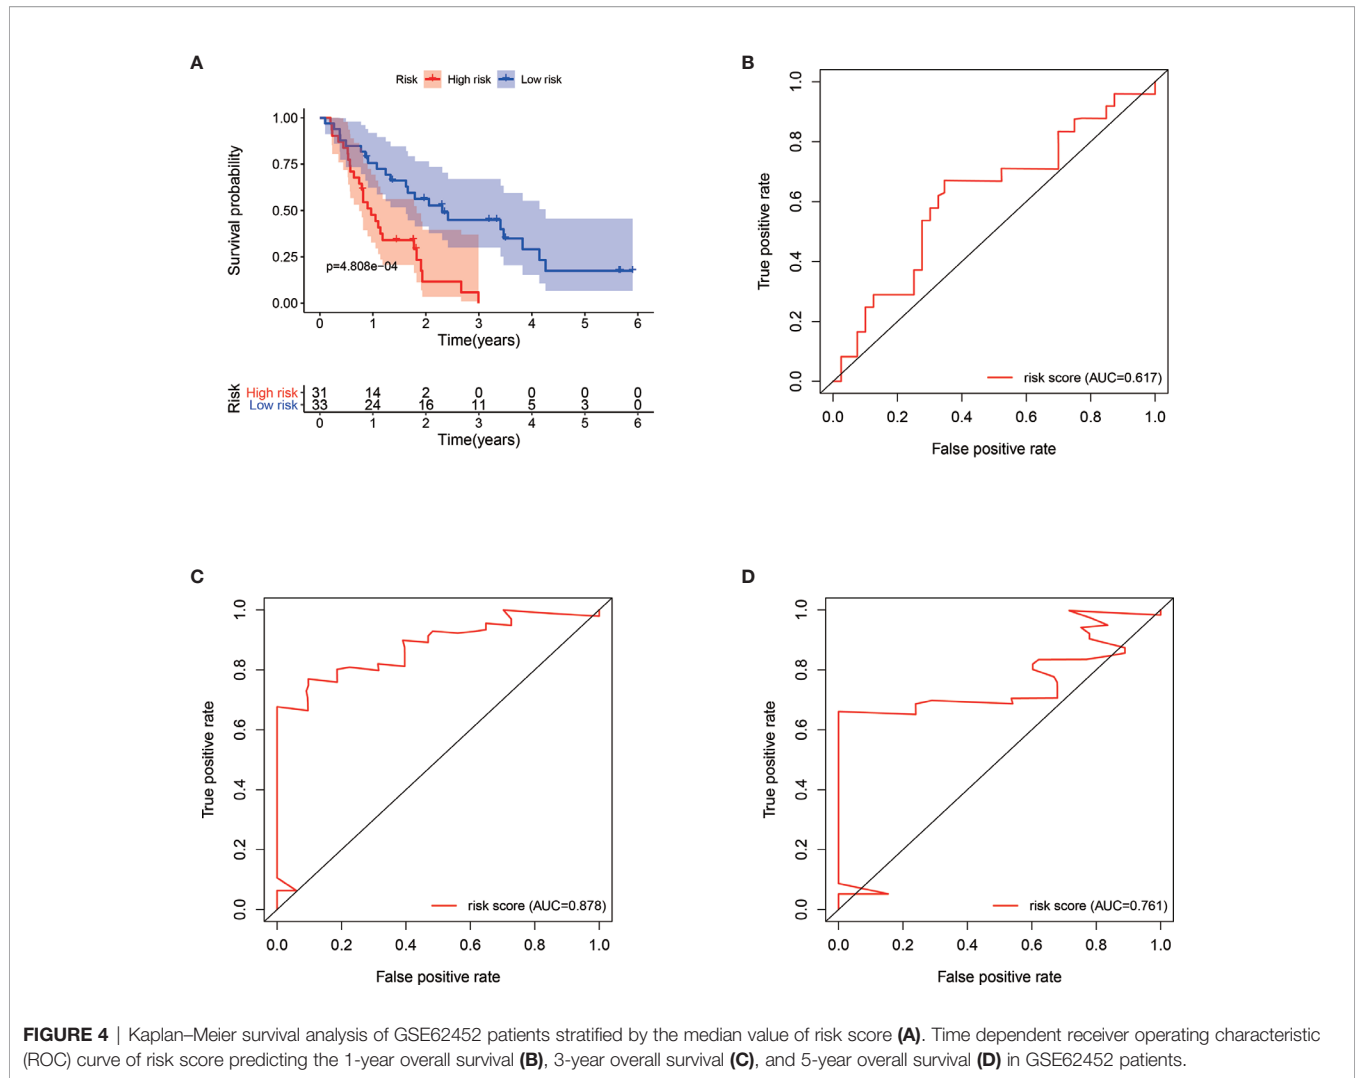 A
Risk High risk Low risk
1.00
0.75
0.50
0.25
0.00
Survival probability
p=4.808e−04
0 1 2 3 4 5 6
Time(years)
Risk
High risk 31 14 2 0 0 0 0
Low risk 33 24 16 11 5 3 0
0 1 2 3 4 5 6
Time(years)
B
1.0
0.8
0.6
0.4
0.2
0.0
True positive rate
risk score (AUC=0.617)
0.0 0.2 0.4 0.6 0.8 1.0
False positive rate
C
1.0
0.8
0.6
0.4
0.2
0.0
True positive rate
risk score (AUC=0.878)
0.0 0.2 0.4 0.6 0.8 1.0
False positive rate
D
1.0
0.8
0.6
0.4
0.2
0.0
True positive rate
risk score (AUC=0.761)
0.0 0.2 0.4 0.6 0.8 1.0
False positive rate
FIGURE 4 | Kaplan–Meier survival analysis of GSE62452 patients stratified by the median value of risk score (A). Time dependent receiver operating characteristic
(ROC) curve of risk score predicting the 1-year overall survival (B), 3-year overall survival (C), and 5-year overall survival (D) in GSE62452 patients.